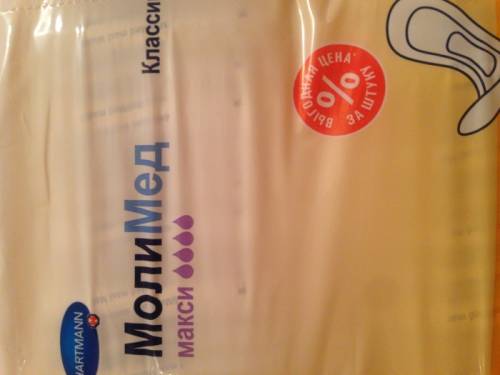 HARTMANN
МолиМед
Класси
макси
ВЫГОДНАЯ ЦЕНА*
%
ЗА ШТУКУ